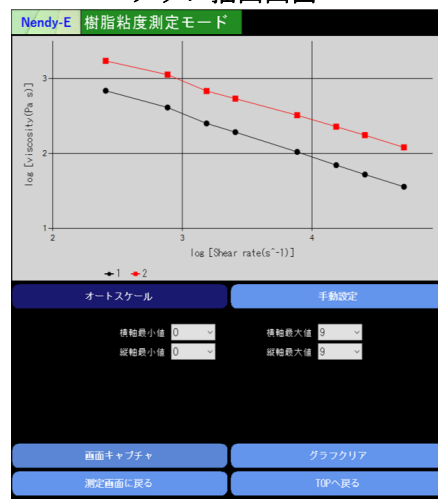 Nendy-E 樹脂粘度測定モード
log [viscosity(Pa s)]
3
2
1
2 3 4
log [Shear rate(s^-1)]
1 2
オートスケール 手動設定
横軸最小値 0 横軸最大値 9
縦軸最小値 0 縦軸最大値 9
画面キャプチャ グラフクリア
測定画面に戻る TOPへ戻る